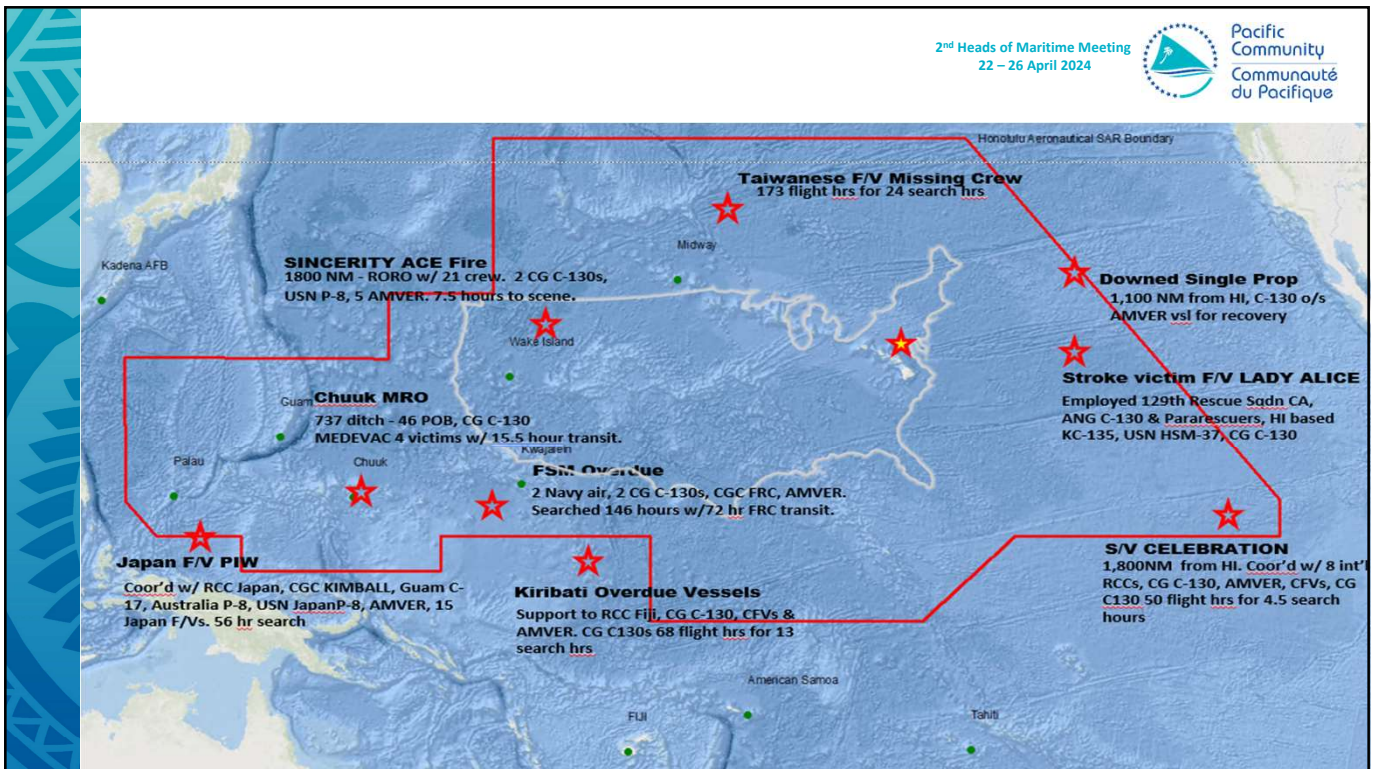 2nd Heads of Maritime Meeting
22 – 26 April 2024
Pacific
Community
Communauté
du Pacifique
Honolulu Aeronautical SAR Boundary
Taiwanese F/V Missing Crew
173 flight hrs for 24 search hrs
Midway
Kadena AFB
SINCERITY ACE Fire
1800 NM - RORO w/ 21 crew. 2 CG C-130s,
USN P-8, 5 AMVER. 7.5 hours to scene.
Wake Island
Downed Single Prop
1,100 NM from HI, C-130 o/s
AMVER vsl for recovery
Stroke victim F/V LADY ALICE
Employed 129th Rescue Sqdn CA,
ANG C-130 & Pararescuers, HI based
KC-135, USN HSM-37, CG C-130
Guam
Chuuk MRO
737 ditch - 46 POB, CG C-130
MEDEVAC 4 victims w/ 15.5 hour transit.
Kwajalein
Palau
Chuuk
FSM Overdue
2 Navy air, 2 CG C-130s, CGC FRC, AMVER.
Searched 146 hours w/72 hr FRC transit.
Japan F/V PIW
Coor'd w/ RCC Japan, CGC KIMBALL, Guam C-
17, Australia P-8, USN JapanP-8, AMVER, 15
Japan F/Vs. 56 hr search
Kiribati Overdue Vessels
Support to RCC Fiji, CG C-130, CFVs &
AMVER. CG C130s 68 flight hrs for 13
search hrs
S/V CELEBRATION
1,800NM from HI. Coor'd w/ 8 int'l
RCCs, CG C-130, AMVER, CFVs, CG
C130 50 flight hrs for 4.5 search
hours
American Samoa
FIJI
Tahiti